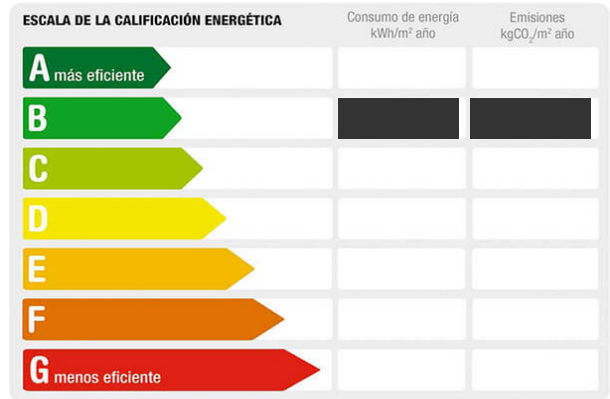 ESCALA DE LA CALIFICACIÓN ENERGÉTICA
Consumo de energía
kWh/m² año
Emisiones
kgCO₂/m² año
A más eficiente
B
C
D
E
F
G menos eficiente